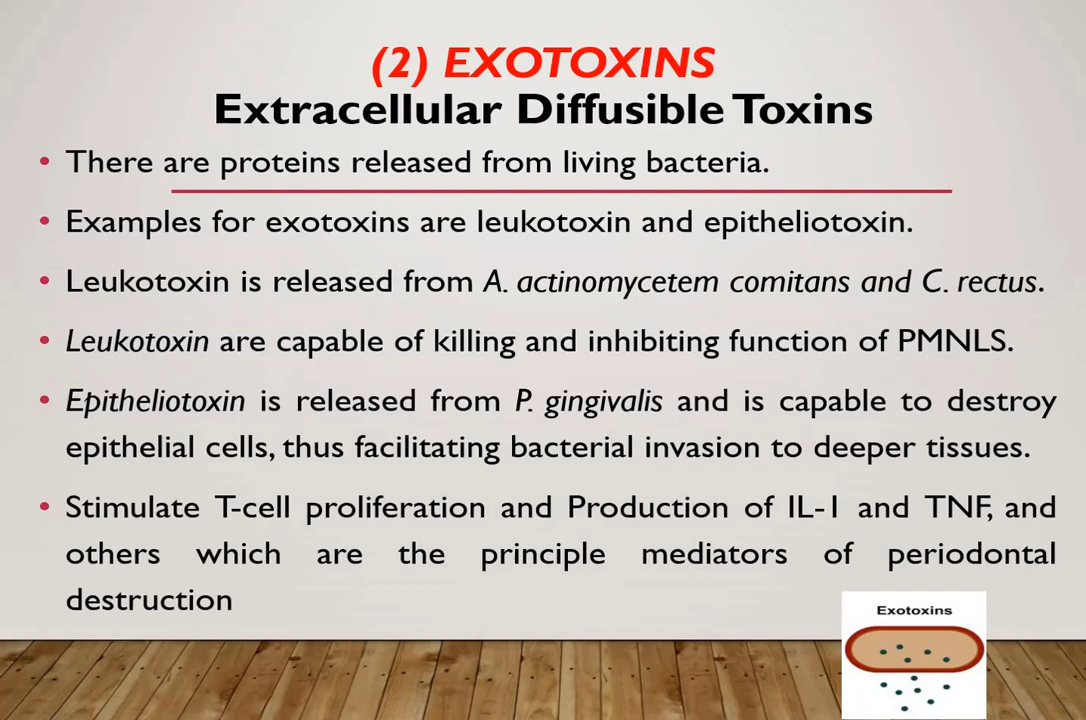 (2) EXOTOXINS
Extracellular Diffusible Toxins
• There are proteins released from living bacteria.
• Examples for exotoxins are leukotoxin and epitheliotoxin.
• Leukotoxin is released from A. actinomycetem comitans and C. rectus.
• Leukotoxin are capable of killing and inhibiting function of PMNLS.
• Epitheliotoxin is released from P. gingivalis and is capable to destroy
epithelial cells, thus facilitating bacterial invasion to deeper tissues.
• Stimulate T-cell proliferation and Production of IL-1 and TNF, and
others which are the principle mediators of periodontal
destruction
Exotoxins